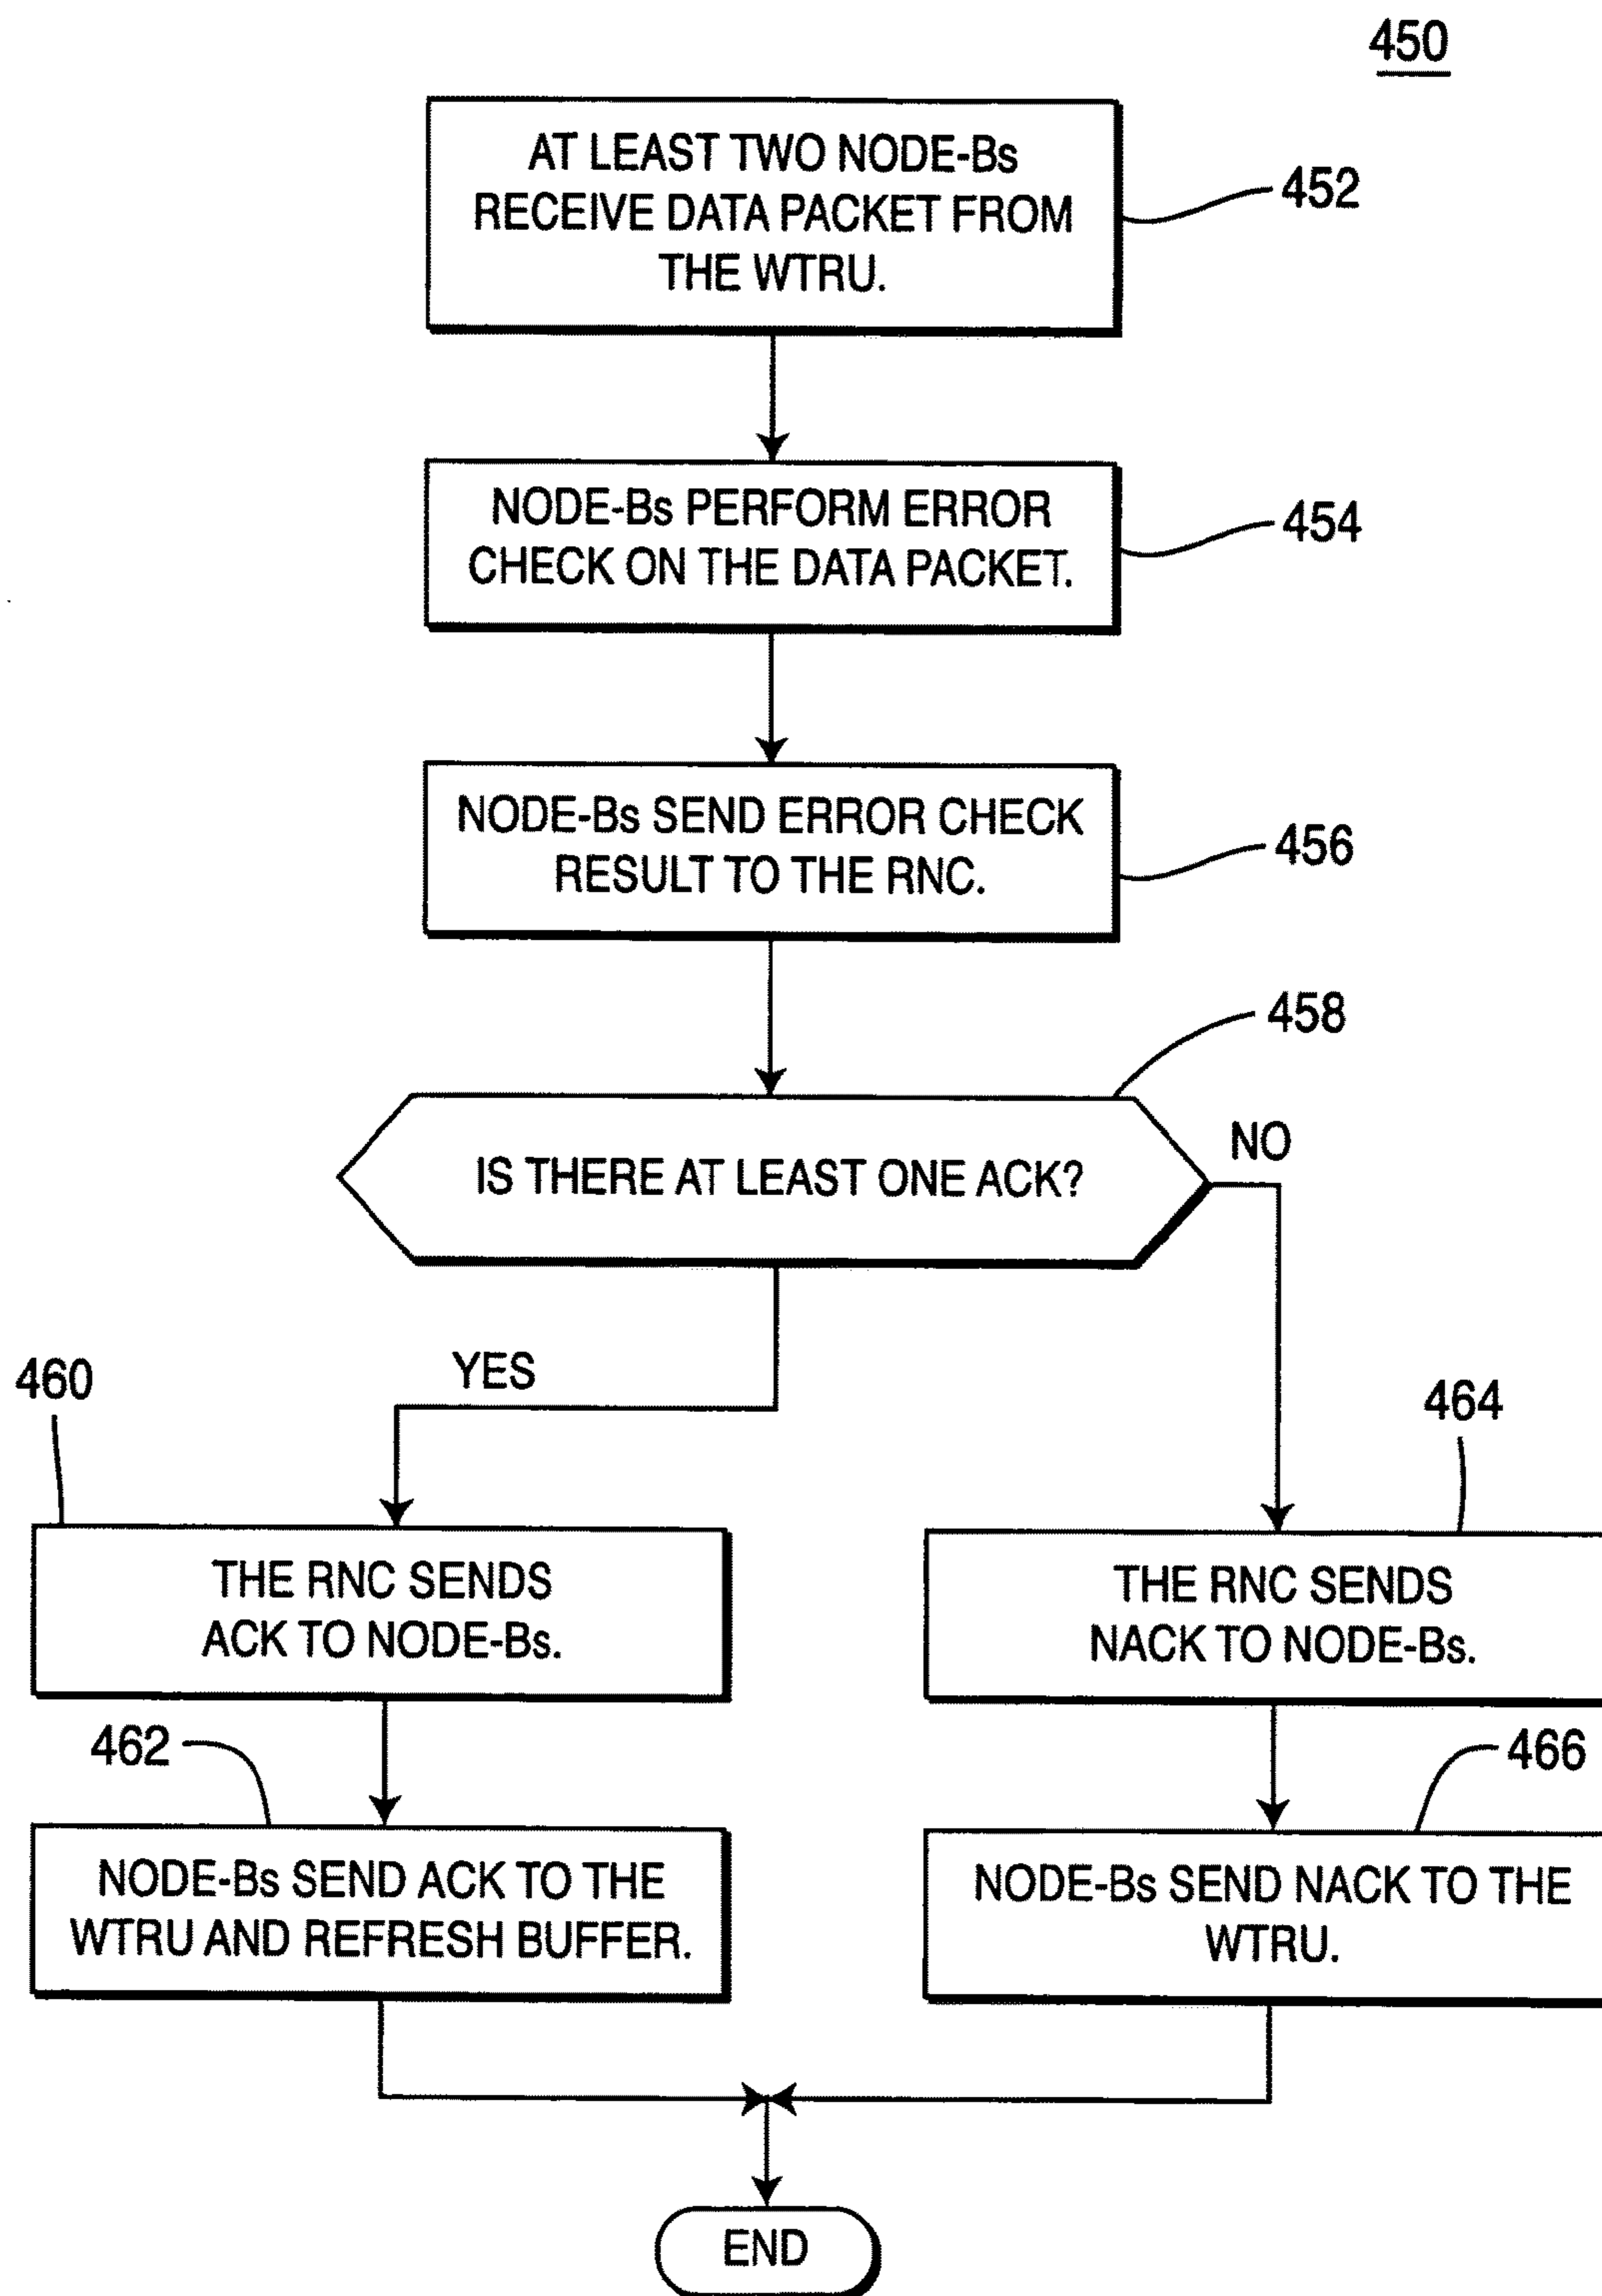 450
AT LEAST TWO NODE-Bs
RECEIVE DATA PACKET FROM
THE WTRU.
452
NODE-Bs PERFORM ERROR
CHECK ON THE DATA PACKET.
454
NODE-Bs SEND ERROR CHECK
RESULT TO THE RNC.
456
458
IS THERE AT LEAST ONE ACK?
NO
YES
460
464
THE RNC SENDS
ACK TO NODE-Bs.
THE RNC SENDS
NACK TO NODE-Bs.
462
466
NODE-Bs SEND ACK TO THE
WTRU AND REFRESH BUFFER.
NODE-Bs SEND NACK TO THE
WTRU.
END